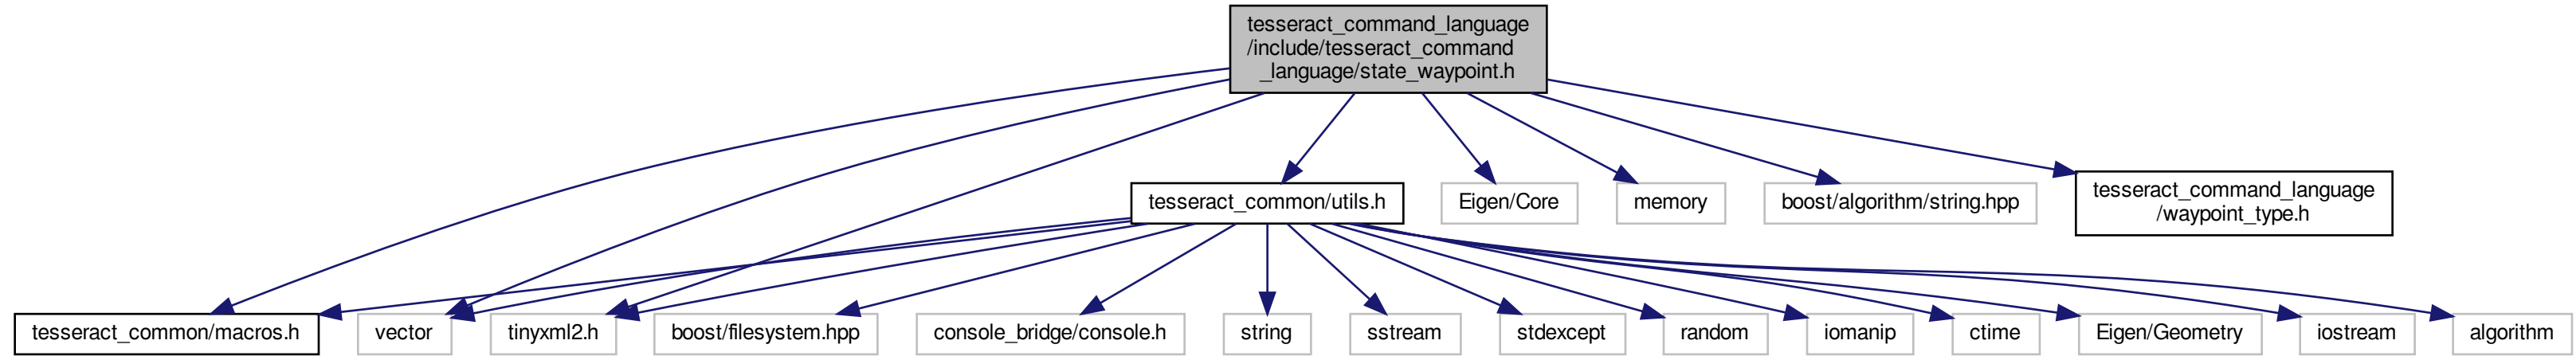 tesseract_command_language
/include/tesseract_command
_language/state_waypoint.h
tesseract_common/utils.h
Eigen/Core
memory
boost/algorithm/string.hpp
tesseract_command_language
/waypoint_type.h
tesseract_common/macros.h
vector
tinyxml2.h
boost/filesystem.hpp
console_bridge/console.h
string
sstream
stdexcept
random
iomanip
ctime
Eigen/Geometry
iostream
algorithm